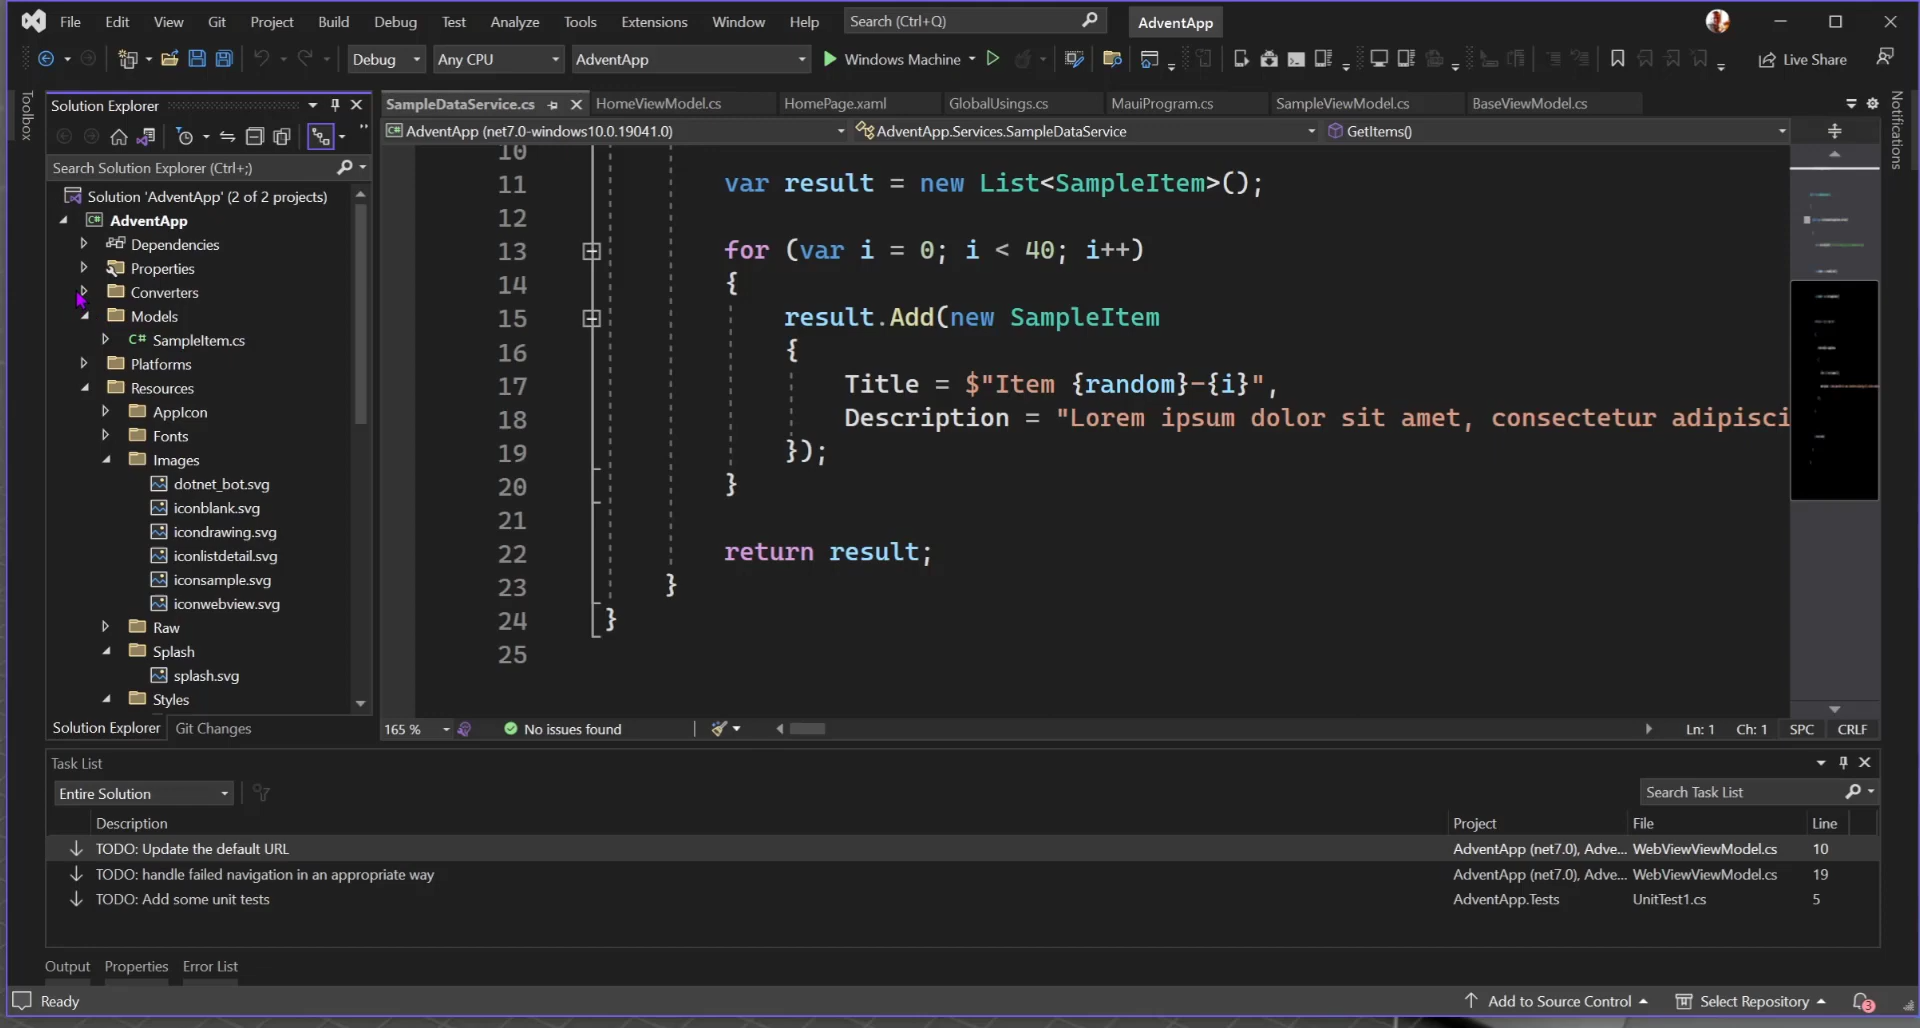 File Edit View Git Project Build Debug Test Analyze Tools Extensions Window Help Search (Ctrl+Q) AdventApp
Debug Any CPU AdventApp Windows Machine Live Share
Toolbox
Solution Explorer
Search Solution Explorer (Ctrl+;)
Solution 'AdventApp' (2 of 2 projects)
AdventApp
Dependencies
Properties
Converters
Models
C# SampleItem.cs
Platforms
Resources
AppIcon
Fonts
Images
dotnet_bot.svg
iconblank.svg
icondrawing.svg
iconlistdetail.svg
iconsample.svg
iconwebview.svg
Raw
Splash
splash.svg
Styles
Solution Explorer Git Changes
SampleDataService.cs HomeViewModel.cs HomePage.xaml GlobalUsings.cs MauiProgram.cs SampleViewModel.cs BaseViewModel.cs
AdventApp (net7.0-windows10.0.19041.0) AdventApp.Services.SampleDataService GetItems()
Notifications
10
11 var result = new List<SampleItem>();
12
13 for (var i = 0; i < 40; i++)
14 {
15 result.Add(new SampleItem
16 {
17 Title = $"Item {random}-{i}",
18 Description = "Lorem ipsum dolor sit amet, consectetur adipisci
19 });
20 }
21
22 return result;
23 }
24 }
25
165 % No issues found Ln: 1 Ch: 1 SPC CRLF
Task List
Entire Solution Search Task List
Description Project File Line
TODO: Update the default URL AdventApp (net7.0), Adve... WebViewViewModel.cs 10
TODO: handle failed navigation in an appropriate way AdventApp (net7.0), Adve... WebViewViewModel.cs 19
TODO: Add some unit tests AdventApp.Tests UnitTest1.cs 5
Output Properties Error List
Ready Add to Source Control Select Repository 3